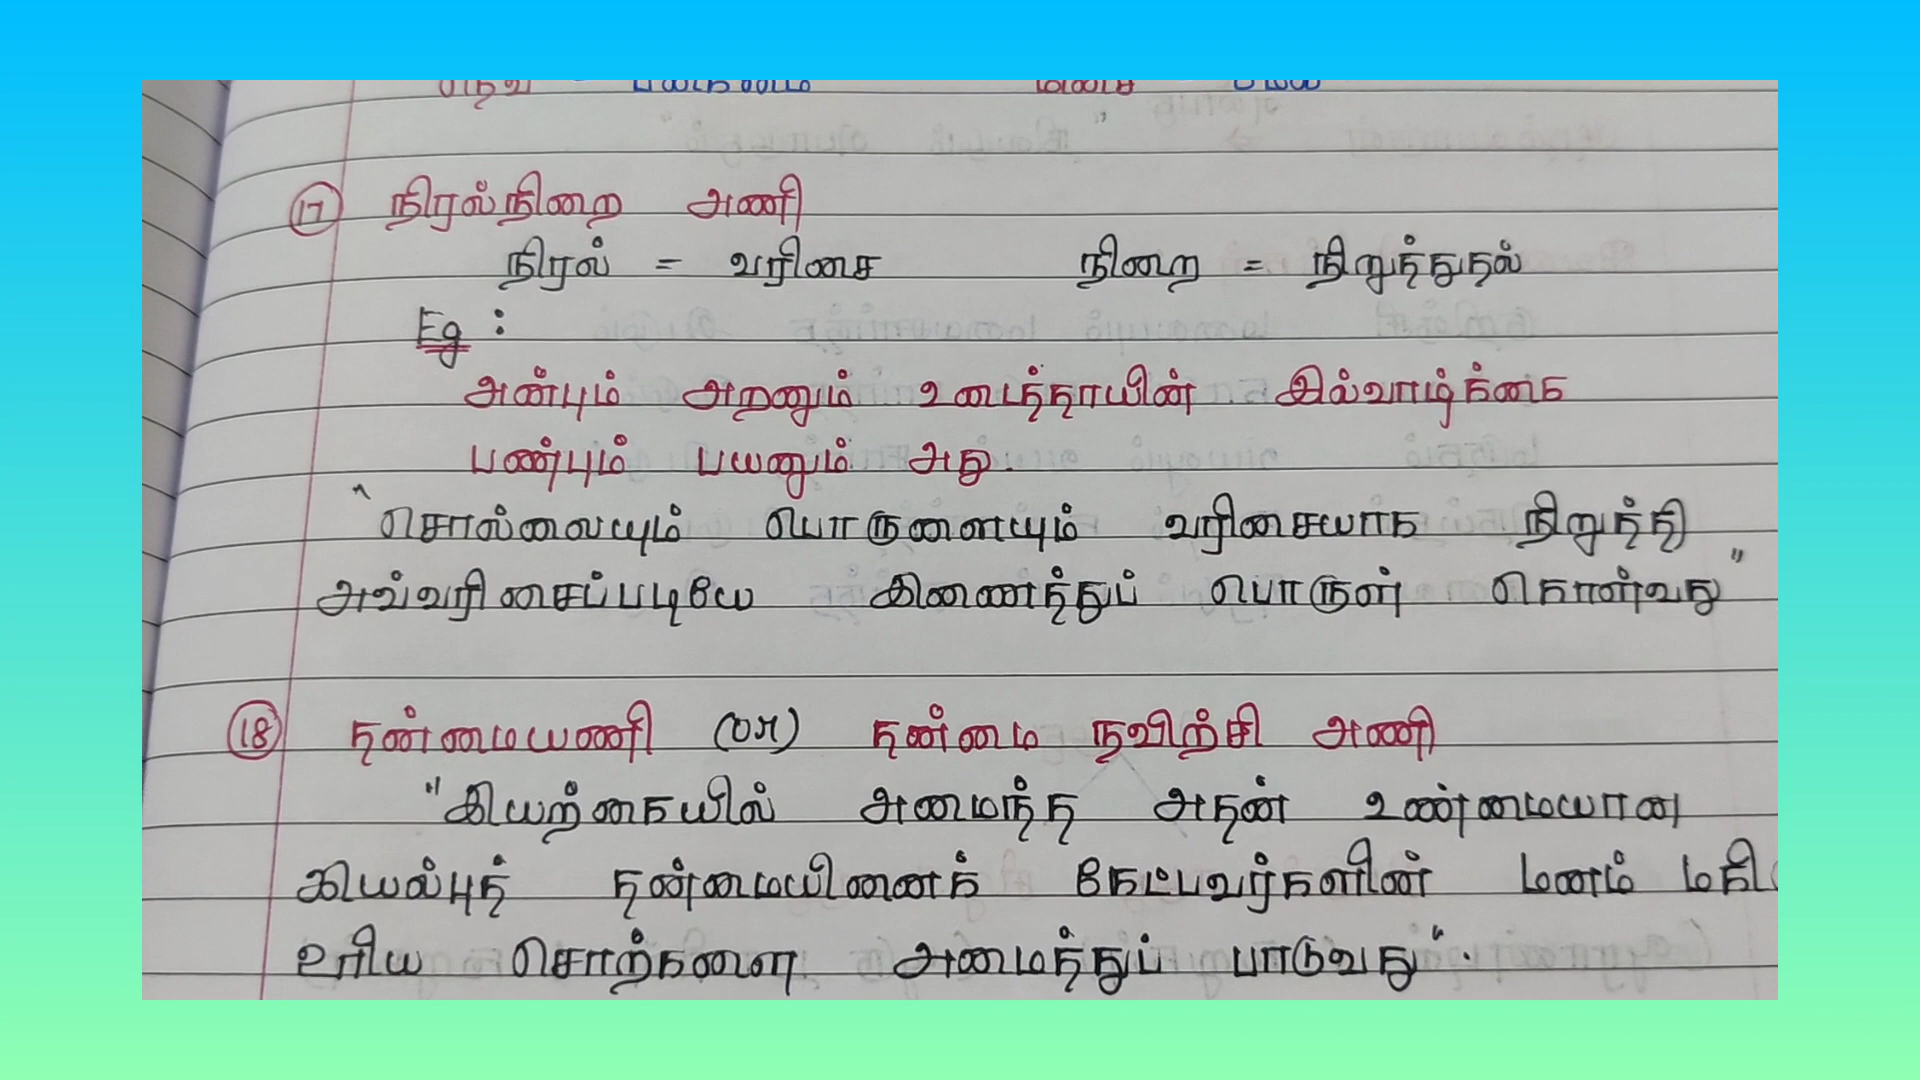 17 நிரல்நிறை அணி
நிரல் = வரிசை நிறை = நிறுத்துதல்
Eg :
அன்பும் அறனும் உடைத்தாயின் இல்வாழ்க்கை
பண்பும் பயனும் அது.
"சொல்லையும் பொருளையும் வரிசையாக நிறுத்தி
அவ்வரிசைப்படியே இணைத்துப் பொருள் கொள்வது"
18 தன்மையணி (or) தன்மை நவிற்சி அணி
"இயற்கையில் அமைந்த அதன் உண்மையான
இயல்புத் தன்மையினைக் கேட்பவர்களின் மனம்
உரிய சொற்களை அமைத்துப் பாடுவது".